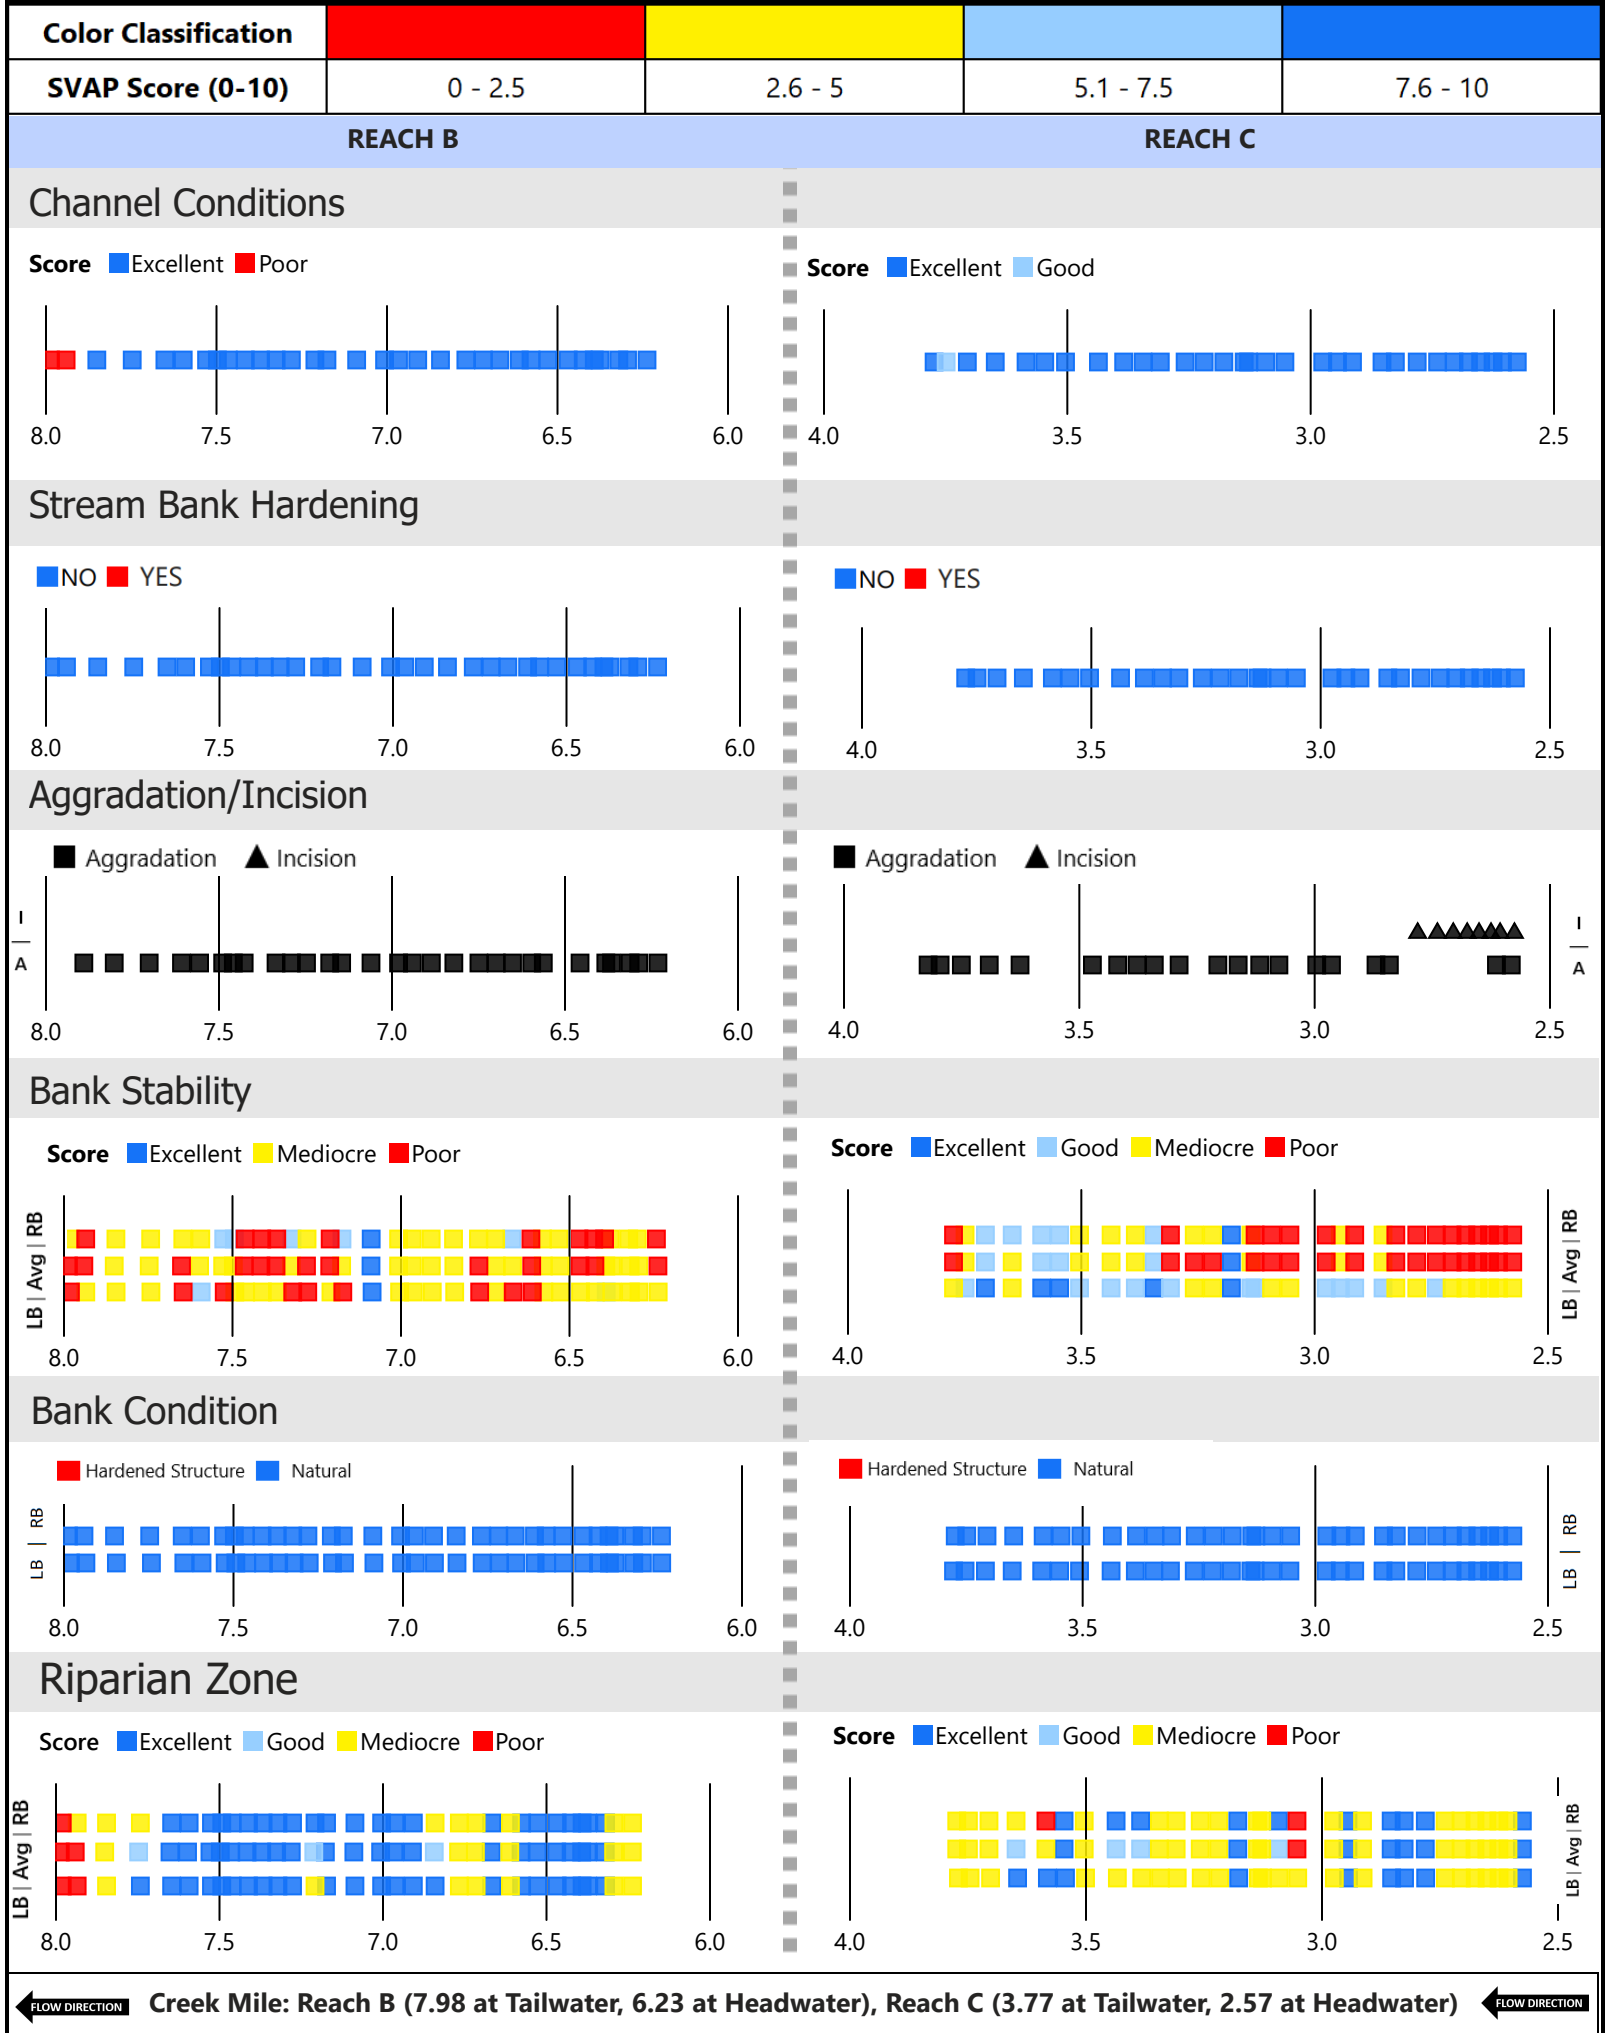 Color Classification
SVAP Score (0-10) 0 - 2.5 2.6 - 5 5.1 - 7.5 7.6 - 10
REACH B REACH C
Channel Conditions
Score Excellent Poor
8.0 7.5 7.0 6.5 6.0
Score Excellent Good
4.0 3.5 3.0 2.5
Stream Bank Hardening
NO YES
8.0 7.5 7.0 6.5 6.0
NO YES
4.0 3.5 3.0 2.5
Aggradation/Incision
Aggradation Incision
I
A
8.0 7.5 7.0 6.5 6.0
Aggradation Incision
I
A
4.0 3.5 3.0 2.5
Bank Stability
Score Excellent Mediocre Poor
LB | Avg | RB
8.0 7.5 7.0 6.5 6.0
Score Excellent Good Mediocre Poor
LB | Avg | RB
4.0 3.5 3.0 2.5
Bank Condition
Hardened Structure Natural
LB | RB
8.0 7.5 7.0 6.5 6.0
Hardened Structure Natural
LB | RB
4.0 3.5 3.0 2.5
Riparian Zone
Score Excellent Good Mediocre Poor
LB | Avg | RB
8.0 7.5 7.0 6.5 6.0
Score Excellent Good Mediocre Poor
LB | Avg | RB
4.0 3.5 3.0 2.5
FLOW DIRECTION Creek Mile: Reach B (7.98 at Tailwater, 6.23 at Headwater), Reach C (3.77 at Tailwater, 2.57 at Headwater) FLOW DIRECTION